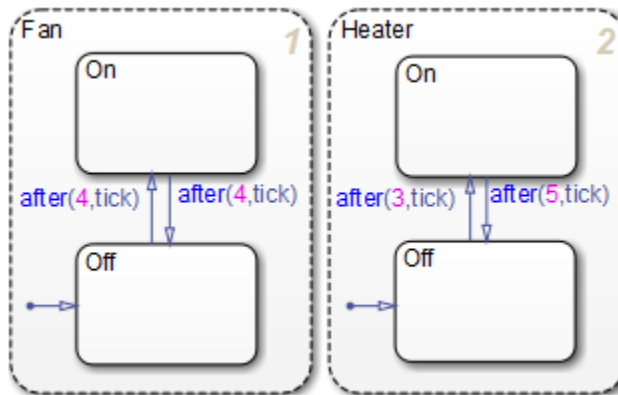 Fan
1
On
after(4,tick)
after(4,tick)
Off
Heater
2
On
after(3,tick)
after(5,tick)
Off